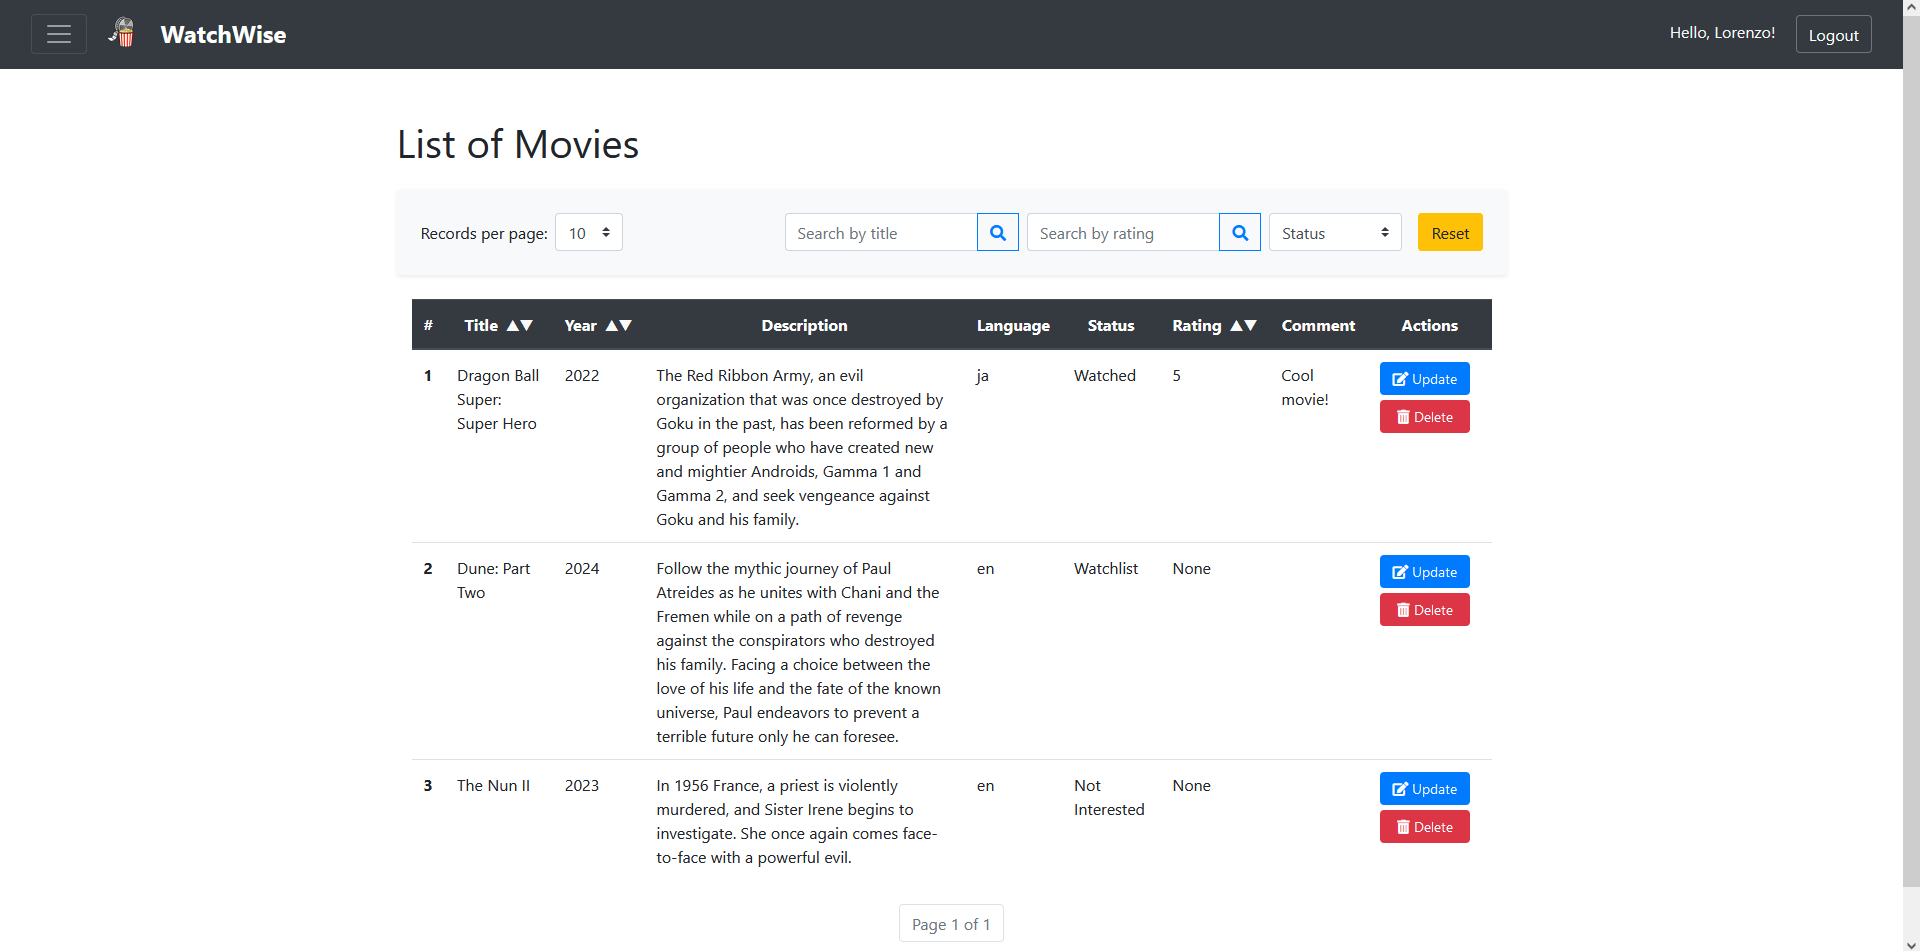 WatchWise
Hello, Lorenzo!
Logout
List of Movies
Records per page: 10
Search by title
Search by rating
Status
Reset
# Title ▲▼ Year ▲▼ Description Language Status Rating ▲▼ Comment Actions
1 Dragon Ball 2022 The Red Ribbon Army, an evil ja Watched 5 Cool Update
Super: organization that was once destroyed by movie!
Super Hero Goku in the past, has been reformed by a Delete
group of people who have created new
and mightier Androids, Gamma 1 and
Gamma 2, and seek vengeance against
Goku and his family.
2 Dune: Part 2024 Follow the mythic journey of Paul en Watchlist None Update
Two Atreides as he unites with Chani and the Delete
Fremen while on a path of revenge
against the conspirators who destroyed
his family. Facing a choice between the
love of his life and the fate of the known
universe, Paul endeavors to prevent a
terrible future only he can foresee.
3 The Nun II 2023 In 1956 France, a priest is violently en Not None Update
murdered, and Sister Irene begins to Interested
investigate. She once again comes face- Delete
to-face with a powerful evil.
Page 1 of 1